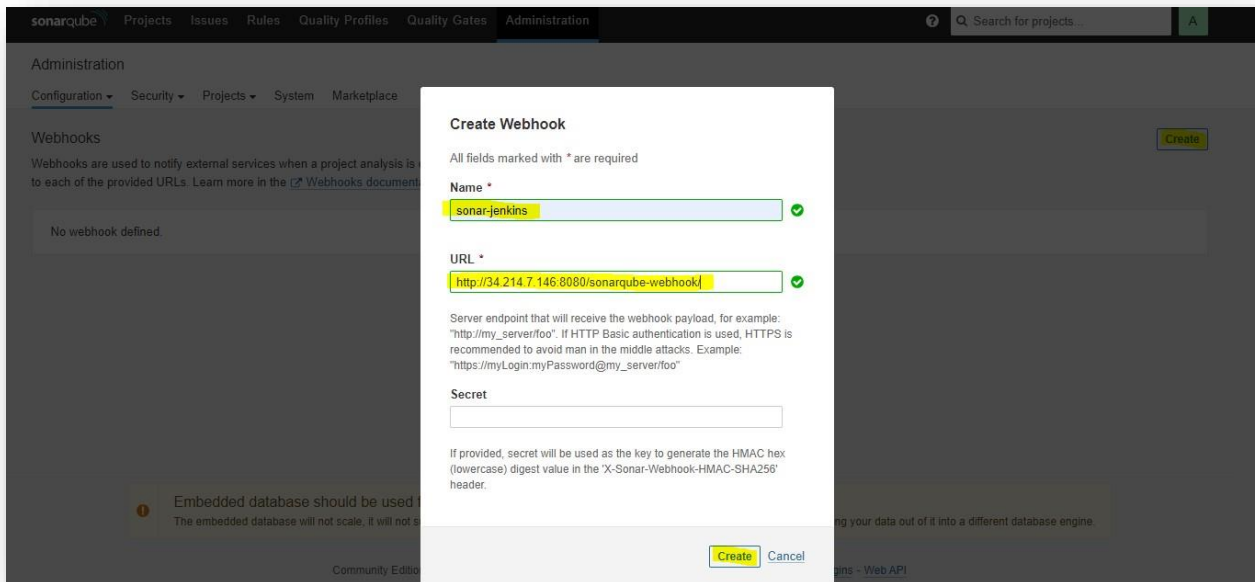 sonarqube Projects Issues Rules Quality Profiles Quality Gates Administration
? Search for projects... A
Administration
Configuration Security Projects System Marketplace
Webhooks
Create
Webhooks are used to notify external services when a project analysis is
to each of the provided URLs. Learn more in the Webhooks
No webhook defined.
Create Webhook
All fields marked with * are required
Name *
sonar-jenkins
URL *
http://34.214.7.146:8080/sonarqube-webhook/
Server endpoint that will receive the webhook payload, for example:
"http://my_server/foo". If HTTP Basic authentication is used, HTTPS is
recommended to avoid man in the middle attacks. Example:
"https://myLogin:myPassword@my_server/foo"
Secret
If provided, secret will be used as the key to generate the HMAC hex
(lowercase) digest value in the 'X-Sonar-Webhook-HMAC-SHA256'
header.
Create Cancel
Embedded database should be used
The embedded database will not scale, it will not
ng your data out of it into a different database engine.
Community
- Web API